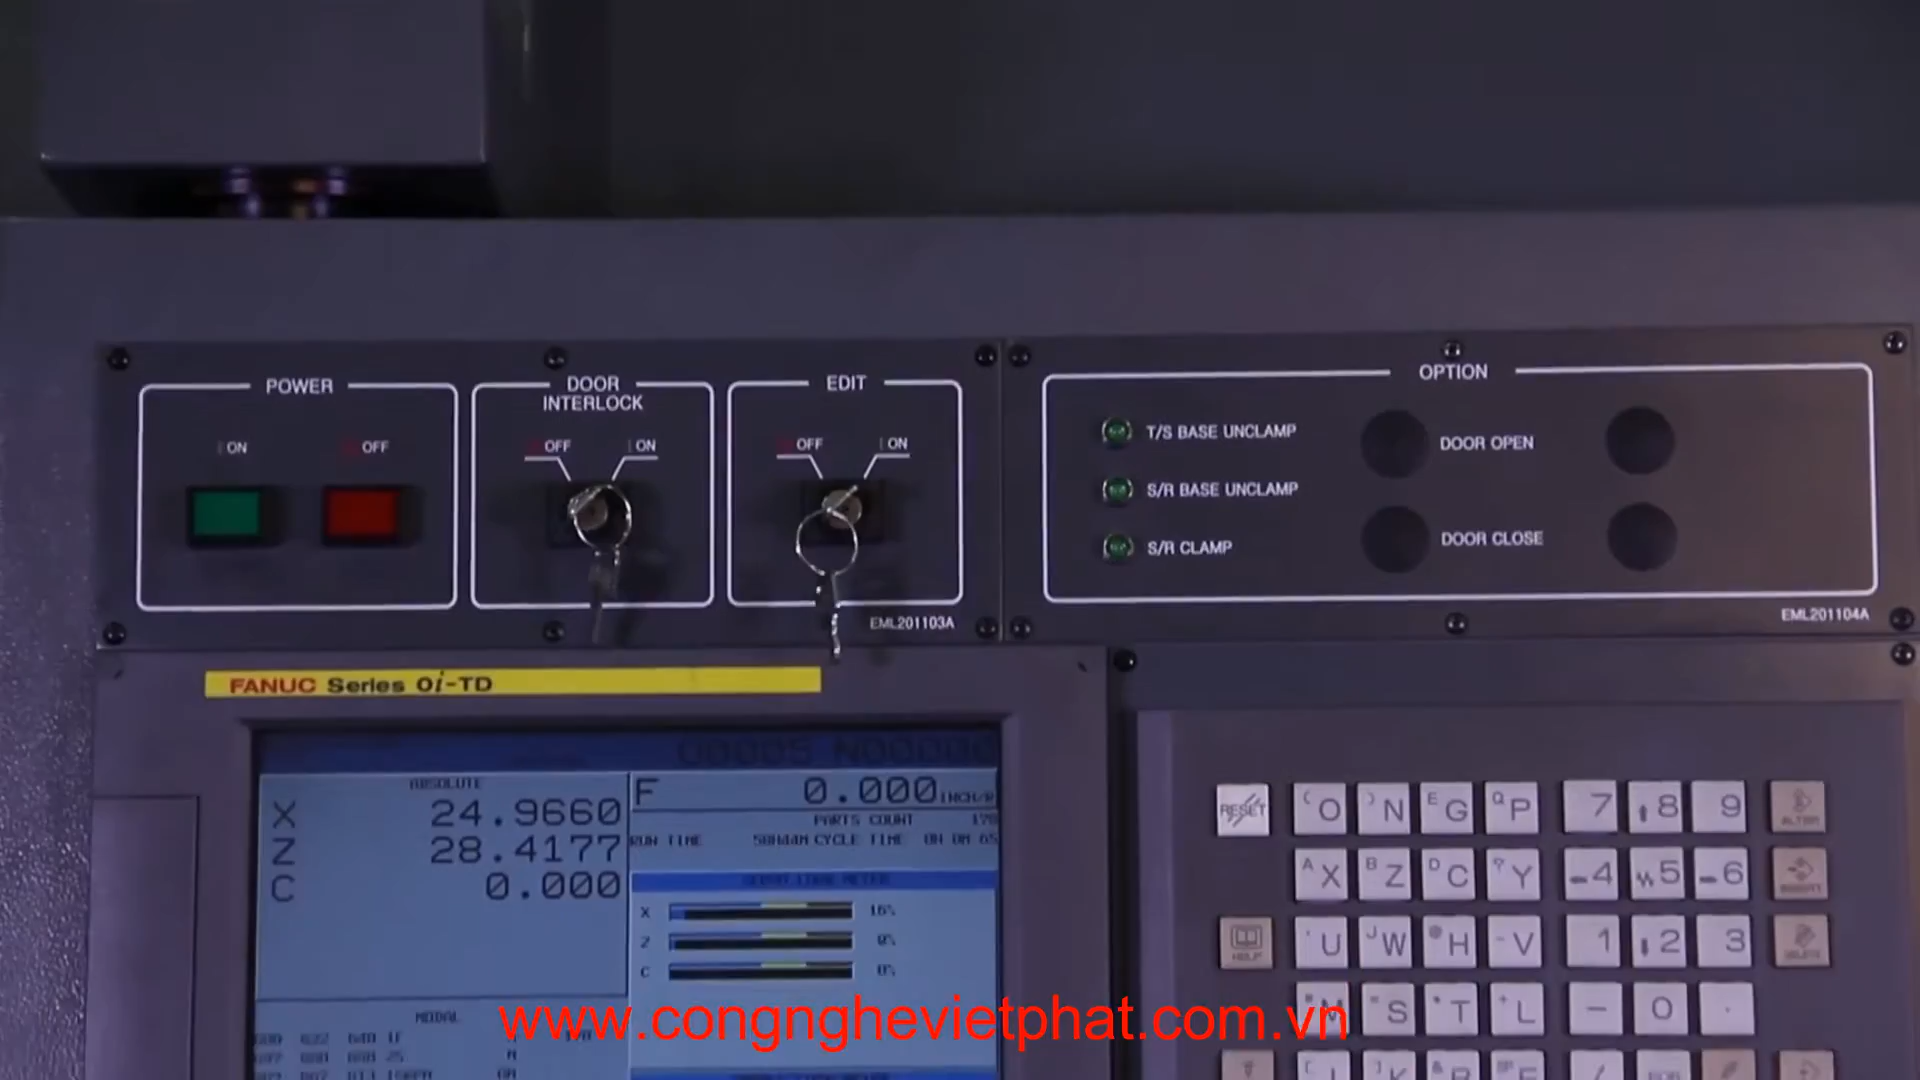 POWER
ON
OFF
DOOR
INTERLOCK
OFF
ON
EDIT
OFF
ON
EML201103A
OPTION
T/S BASE UNCLAMP
S/R BASE UNCLAMP
S/R CLAMP
DOOR OPEN
DOOR CLOSE
EML201104A
FANUC Series 0i-TD
ABSOLUTE
X 24.9660
Z 28.4177
C 0.000
F 0.000 INCH/R
PARTS COUNT 178
RUN TIME
CYCLE TIME
X 16%
Z 0%
C 0%
MODAL
RESET
( O ) N E G Q P 7 8 9
ALTER
A X B Z D C Y 4 5 6
INSERT
HELP
U J W @ H V 1 2 3
DELETE
M = S * T + L - 0 .
www.congnghevietphat.com.vn